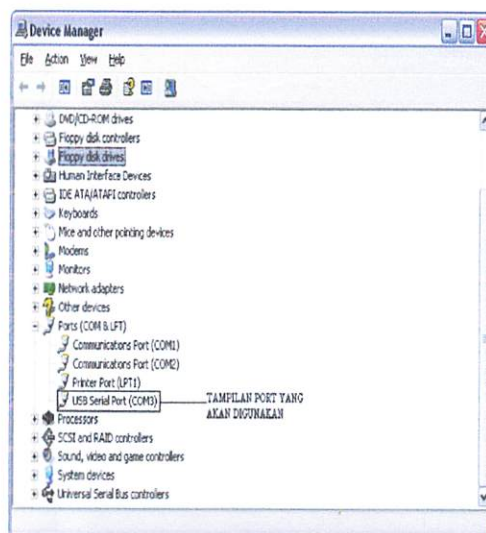 Device Manager
File Action View Help
DVD/CD-ROM drives
Floppy disk controllers
Floppy disk drives
Human Interface Devices
IDE ATA/ATAPI controllers
Keyboards
Mice and other pointing devices
Modems
Monitors
Network adapters
Other devices
Ports (COM & LPT)
Communications Port (COM1)
Communications Port (COM2)
Printer Port (LPT1)
USB Serial Port (COM3) TAMPILAN PORT YANG
AKAN DIGUNAKAN
Processors
SCSI and RAID controllers
Sound, video and game controllers
System devices
Universal Serial Bus controllers